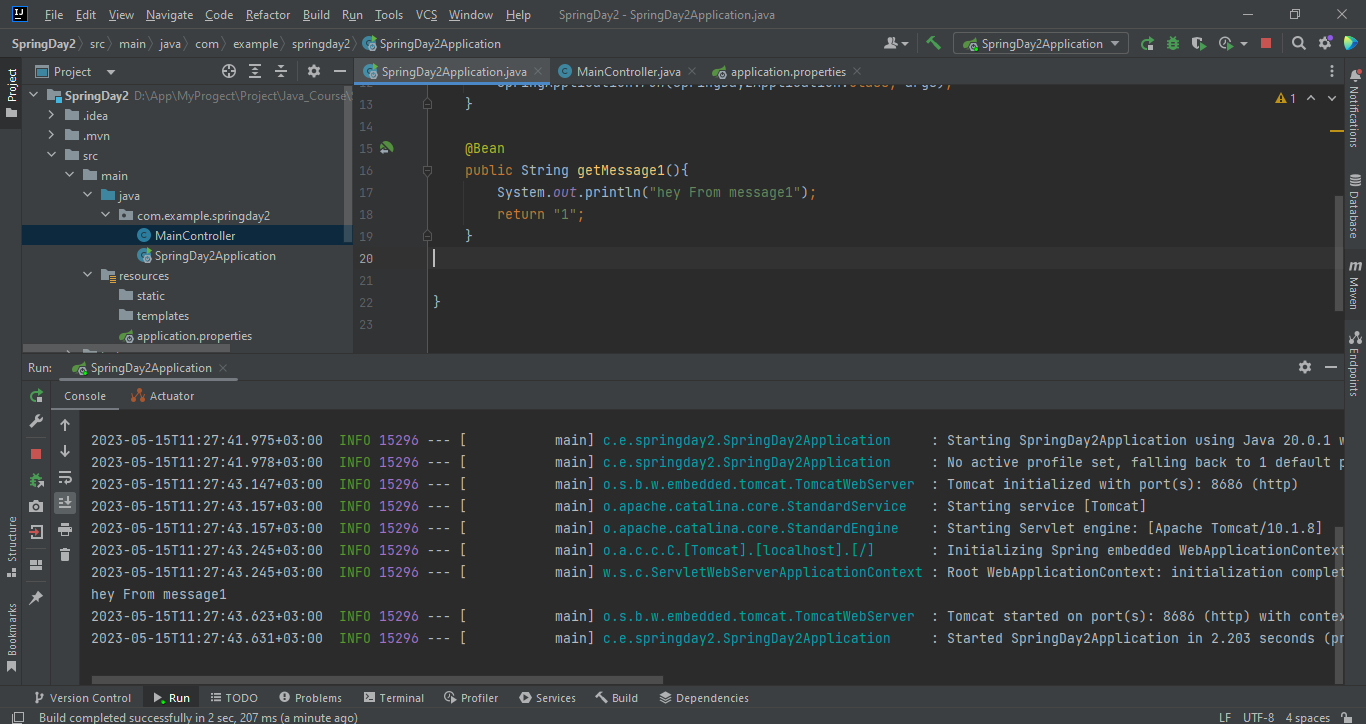 File Edit View Navigate Code Refactor Build Run Tools VCS Window Help SpringDay2 - SpringDay2Application.java
SpringDay2 src main java com example springday2 SpringDay2Application
SpringDay2Application
Project
SpringDay2Application.java MainController.java application.properties
Project
SpringDay2 D:\App\MyProgect\Project\Java_Course\
.idea
.mvn
src
main
java
com.example.springday2
MainController
SpringDay2Application
resources
static
templates
application.properties
13 }
14
15 @Bean
16 public String getMessage1(){
17 System.out.println("hey From message1");
18 return "1";
19 }
20
21
22 }
23
1
Notifications
Database
Maven
Endpoints
Run: SpringDay2Application
Console Actuator
2023-05-15T11:27:41.975+03:00 INFO 15296 --- [ main] c.e.springday2.SpringDay2Application : Starting SpringDay2Application using Java 20.0.1 w
2023-05-15T11:27:41.978+03:00 INFO 15296 --- [ main] c.e.springday2.SpringDay2Application : No active profile set, falling back to 1 default p
2023-05-15T11:27:43.147+03:00 INFO 15296 --- [ main] o.s.b.w.embedded.tomcat.TomcatWebServer : Tomcat initialized with port(s): 8686 (http)
2023-05-15T11:27:43.157+03:00 INFO 15296 --- [ main] o.apache.catalina.core.StandardService : Starting service [Tomcat]
2023-05-15T11:27:43.157+03:00 INFO 15296 --- [ main] o.apache.catalina.core.StandardEngine : Starting Servlet engine: [Apache Tomcat/10.1.8]
2023-05-15T11:27:43.245+03:00 INFO 15296 --- [ main] o.a.c.c.C.[Tomcat].[localhost].[/] : Initializing Spring embedded WebApplicationContext
2023-05-15T11:27:43.245+03:00 INFO 15296 --- [ main] w.s.c.ServletWebServerApplicationContext : Root WebApplicationContext: initialization complet
hey From message1
2023-05-15T11:27:43.623+03:00 INFO 15296 --- [ main] o.s.b.w.embedded.tomcat.TomcatWebServer : Tomcat started on port(s): 8686 (http) with contex
2023-05-15T11:27:43.631+03:00 INFO 15296 --- [ main] c.e.springday2.SpringDay2Application : Started SpringDay2Application in 2.203 seconds (pr
Structure
Bookmarks
Version Control Run TODO Problems Terminal Profiler Services Build Dependencies
Build completed successfully in 2 sec, 207 ms (a minute ago) LF UTF-8 4 spaces